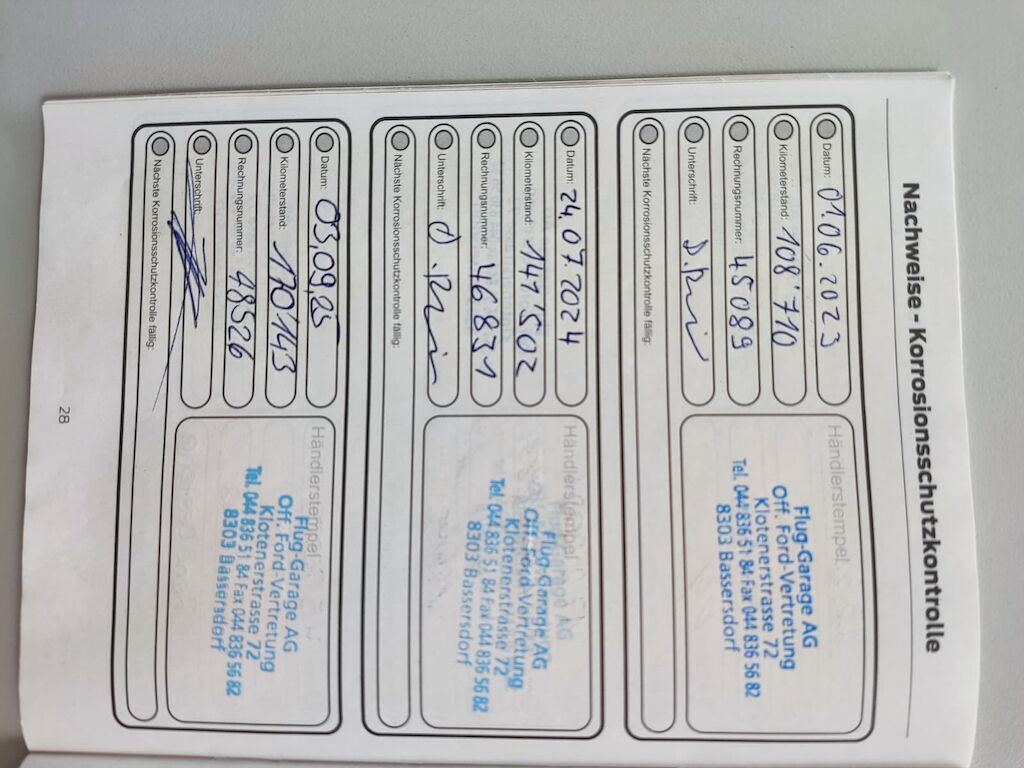 Nachweise - Korrosionsschutzkontrolle
Datum: 01.06.2023
Kilometerstand: 108'710
Rechnungsnummer: 45089
Unterschrift:
Nächste Korrosionsschutzkontrolle fällig:
Händlerstempel
Flug-Garage AG
Off. Ford-Vertretung
Klotenerstrasse 72
Tel. 044 836 51 84 Fax 044 836 56 82
8303 Bassersdorf
Datum: 24.07.2024
Kilometerstand: 141'502
Rechnungsnummer: 46831
Unterschrift:
Nächste Korrosionsschutzkontrolle fällig:
Händlerstempel
Flug-Garage AG
Off. Ford-Vertretung
Klotenerstrasse 72
Tel. 044 836 51 84 Fax 044 836 56 82
8303 Bassersdorf
Datum: 03.09.25
Kilometerstand: 170143
Rechnungsnummer: 48526
Unterschrift:
Nächste Korrosionsschutzkontrolle fällig:
Händlerstempel
Flug-Garage AG
Off. Ford-Vertretung
Klotenerstrasse 72
Tel. 044 836 51 84 Fax 044 836 56 82
8303 Bassersdorf
28